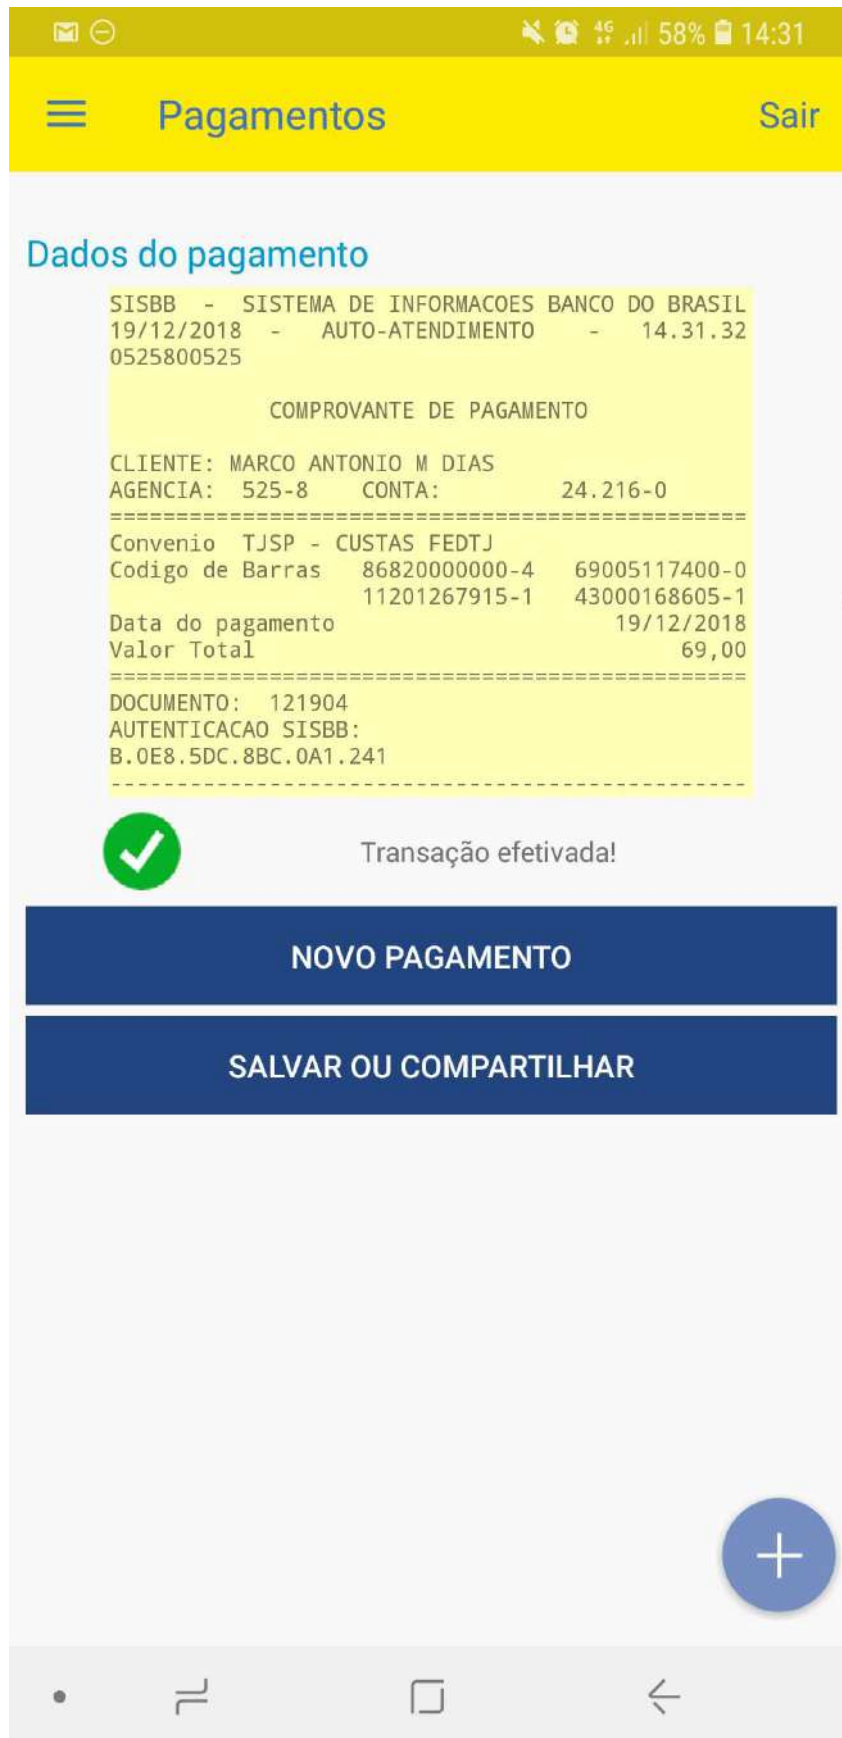 4G 58% 14:31
Pagamentos Sair
Dados do pagamento
SISBB - SISTEMA DE INFORMACOES BANCO DO BRASIL
19/12/2018 - AUTO-ATENDIMENTO - 14.31.32
0525800525
COMPROVANTE DE PAGAMENTO
CLIENTE: MARCO ANTONIO M DIAS
AGENCIA: 525-8 CONTA: 24.216-0
================================================
Convenio TJSP - CUSTAS FEDTJ
Codigo de Barras 86820000000-4 69005117400-0
11201267915-1 43000168605-1
Data do pagamento 19/12/2018
Valor Total 69,00
================================================
DOCUMENTO: 121904
AUTENTICACAO SISBB:
B.0E8.5DC.8BC.0A1.241
------------------------------------------------
Transação efetivada!
NOVO PAGAMENTO
SALVAR OU COMPARTILHAR